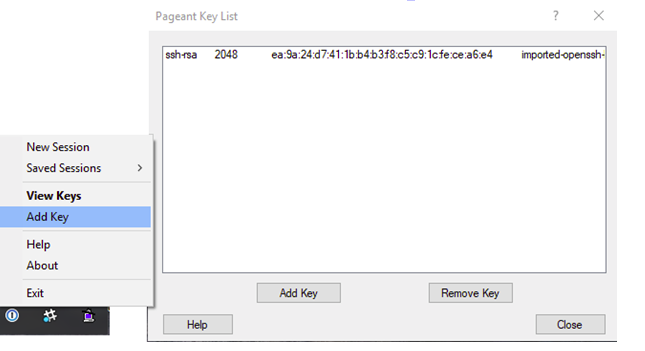 Pageant Key List
ssh-rsa 2048 ea:9a:24:d7:41:1b:b4:b3:f8:c5:c9:1c:fe:ce:a6:e4 imported-openssh-
New Session
Saved Sessions
View Keys
Add Key
Help
About
Exit
Add Key Remove Key
Help Close